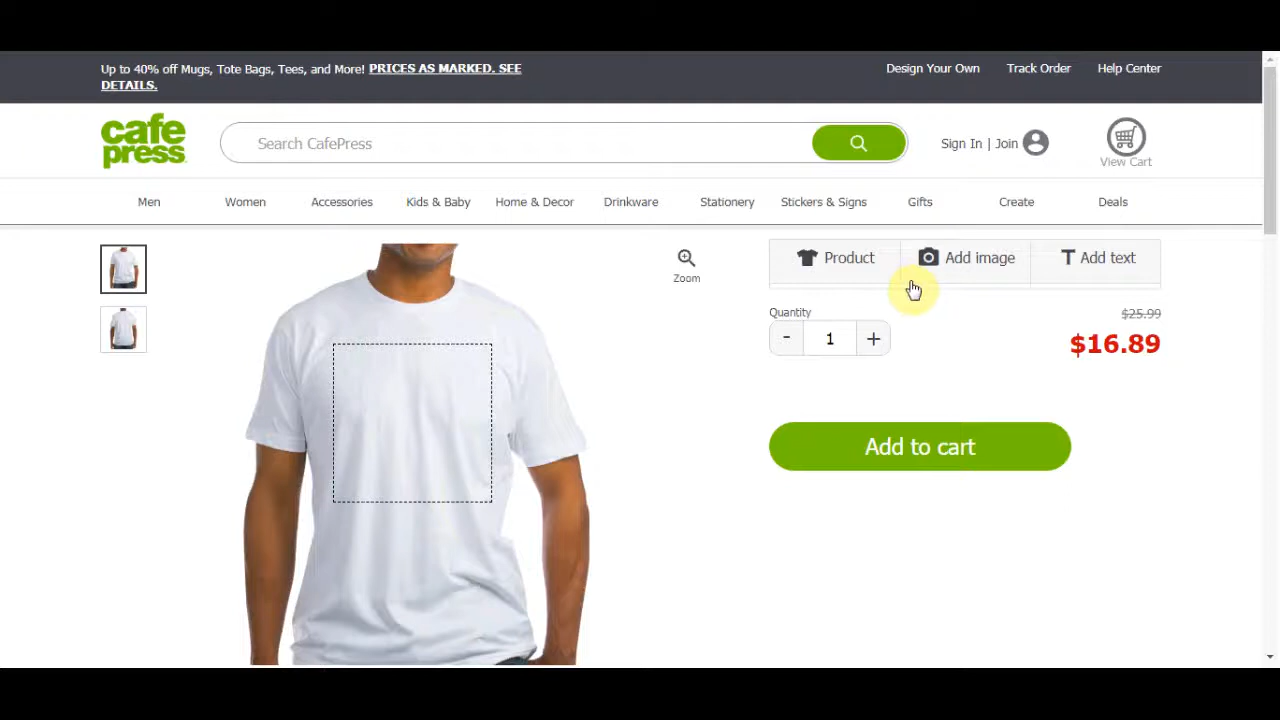 Up to 40% off Mugs, Tote Bags, Tees, and More! PRICES AS MARKED. SEE
DETAILS.
Design Your Own
Track Order
Help Center
cafe
press
Search CafePress
Sign In | Join
View Cart
Men
Women
Accessories
Kids & Baby
Home & Decor
Drinkware
Stationery
Stickers & Signs
Gifts
Create
Deals
Zoom
Product
Add image
T Add text
Quantity
$25.99
- 1 +
$16.89
Add to cart